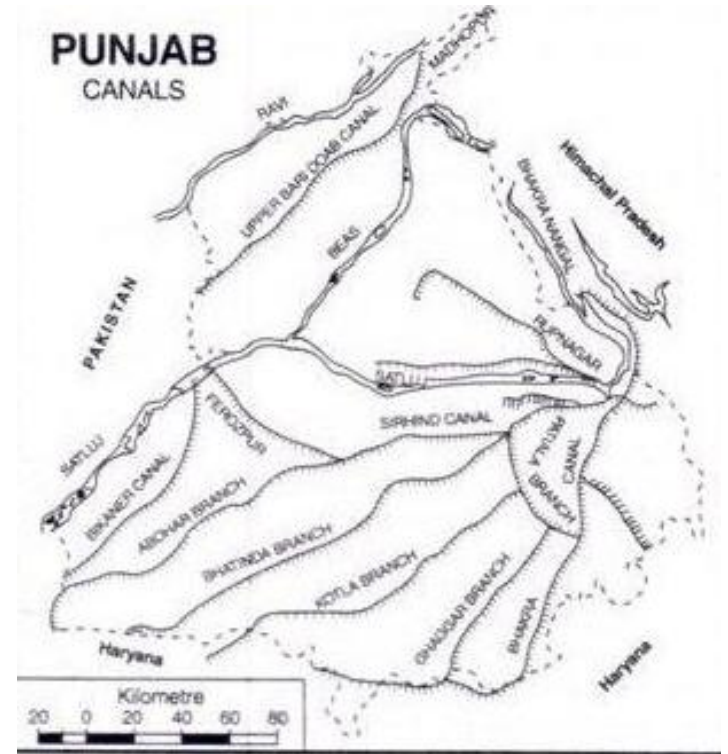 PUNJAB
CANALS
MADHOPUR
RAVI
UPPER BARI DOAB CANAL
Himachal Pradesh
BHAKRA NANGAL
BEAS
PAKISTAN
RUPNAGAR
SATLUJ
SIRHIND CANAL
FEROZPUR
PATIALA
CANAL
BRANCH
SATLUJ
BIKANER CANAL
ABOHAR BRANCH
BHATINDA BRANCH
KOTLA BRANCH
GHAGGAR BRANCH
BHAKRA
Haryana
Haryana
Kilometre
20 0 20 40 60 80